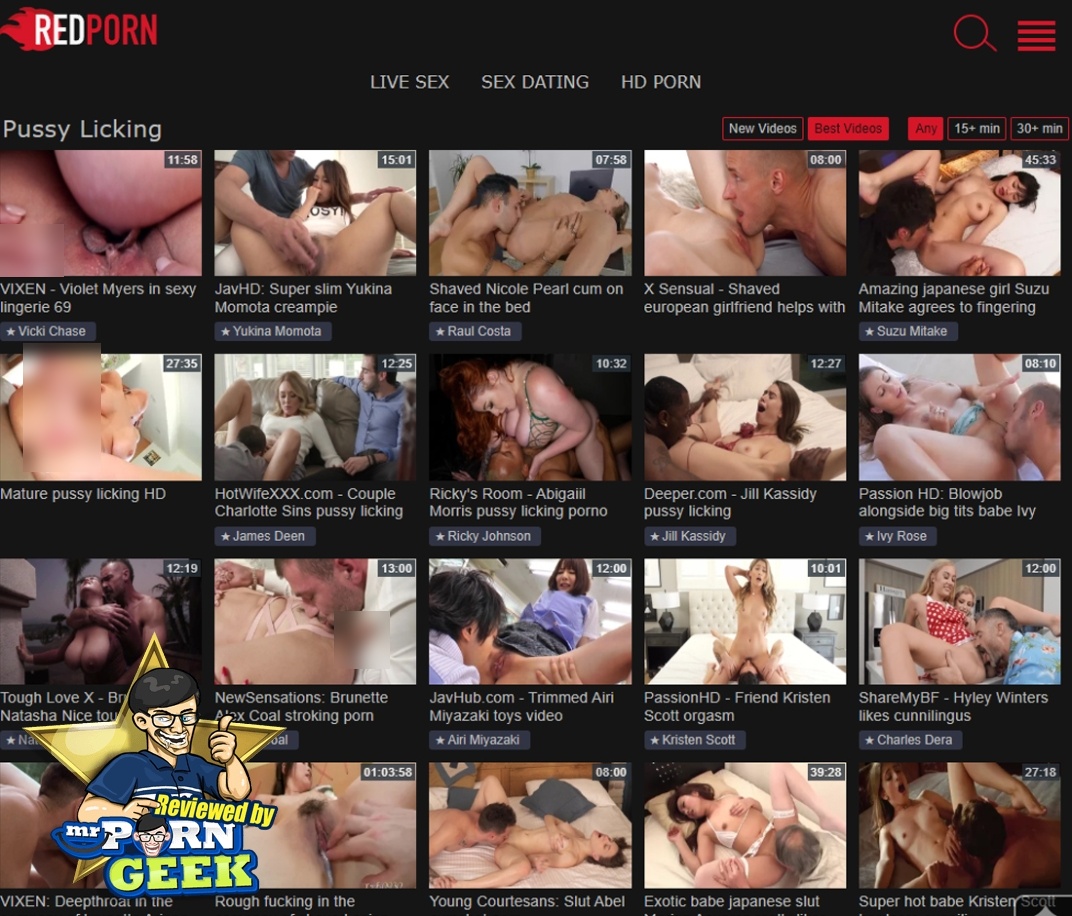 REDPORN
LIVE SEX SEX DATING HD PORN
Pussy Licking
New Videos Best Videos Any 15+ min 30+ min
11:58 15:01 07:58 08:00 45:33
VIXEN - Violet Myers in sexy
lingerie 69
★ Vicki Chase
JavHD: Super slim Yukina
Momota creampie
★ Yukina Momota
Shaved Nicole Pearl cum on
face in the bed
★ Raul Costa
X Sensual - Shaved
european girlfriend helps with
Amazing japanese girl Suzu
Mitake agrees to fingering
★ Suzu Mitake
27:35 12:25 10:32 12:27 08:10
Mature pussy licking HD
HotWifeXXX.com - Couple
Charlotte Sins pussy licking
★ James Deen
Ricky's Room - Abigaiil
Morris pussy licking porno
★ Ricky Johnson
Deeper.com - Jill Kassidy
pussy licking
★ Jill Kassidy
Passion HD: Blowjob
alongside big tits babe Ivy
★ Ivy Rose
12:19 13:00 12:00 10:01 12:00
Tough Love X -
Natasha Nice
NewSensations: Brunette
Alex Coal stroking porn
JavHub.com - Trimmed Airi
Miyazaki toys video
★ Airi Miyazaki
PassionHD - Friend Kristen
Scott orgasm
★ Kristen Scott
ShareMyBF - Hyley Winters
likes cunnilingus
★ Charles Dera
01:03:58 08:00 39:28 27:18
Reviewed by
mr PORN
GEEK
VIXEN: Deepthroat in the
Rough fucking in the
Young Courtesans: Slut Abel
Exotic babe japanese slut
Super hot babe Kristen Scott